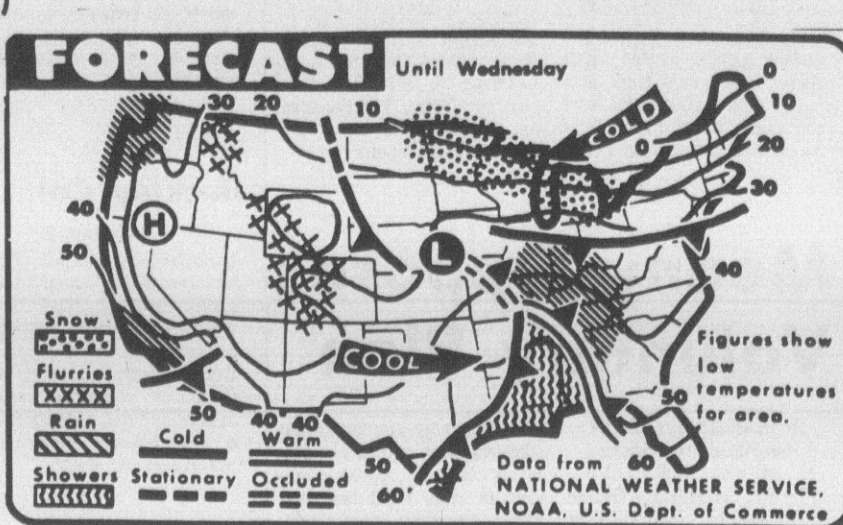 FORECAST Until Wednesday
30 20 10 0
10
COLD
0 20
30
40
H
50 L
40
Snow
Flurries COOL Figures show
low
Rain temperatures
50 for area.
50 40 40
Cold Warm
Showers Stationary Occluded 50 60
60° Data from
NATIONAL WEATHER SERVICE,
NOAA, U.S. Dept. of Commerce